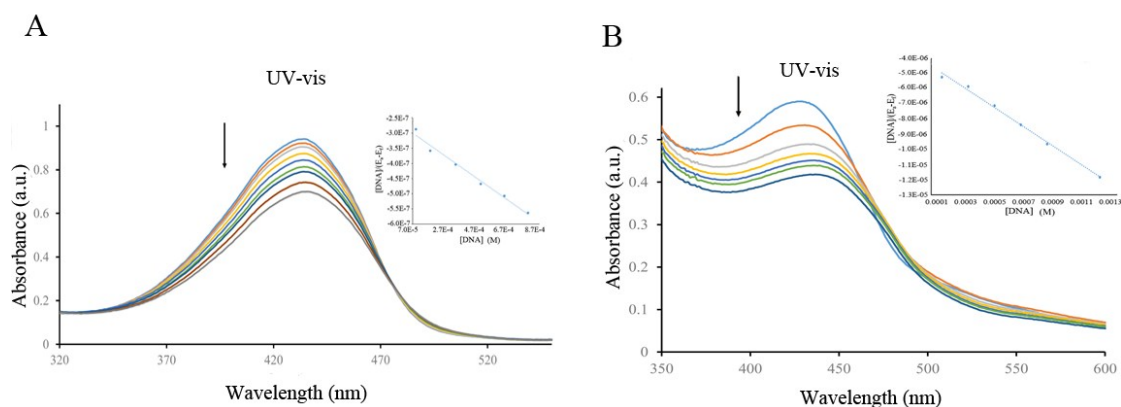 A
UV-vis
Absorbance (a.u.)
1
0.8
0.6
0.4
0.2
0
320
370
420
470
520
Wavelength (nm)
[DNA]/(Ea-Ef)
-2.5E-7
-3.0E-7
-3.5E-7
-4.0E-7
-4.5E-7
-5.0E-7
-5.5E-7
-6.0E-7
7.0E-5
2.7E-4
4.7E-4
6.7E-4
8.7E-4
[DNA] (M)
B
UV-vis
Absorbance (a.u.)
0.6
0.5
0.4
0.3
0.2
0.1
0
350
400
450
500
550
600
Wavelength (nm)
[DNA]/(Ea-Ef)
-4.0E-06
-5.0E-06
-6.0E-06
-7.0E-06
-8.0E-06
-9.0E-06
-1.0E-05
-1.1E-05
-1.2E-05
-1.3E-05
0.0001
0.0003
0.0005
0.0007
0.0009
0.0011
0.0013
[DNA] (M)